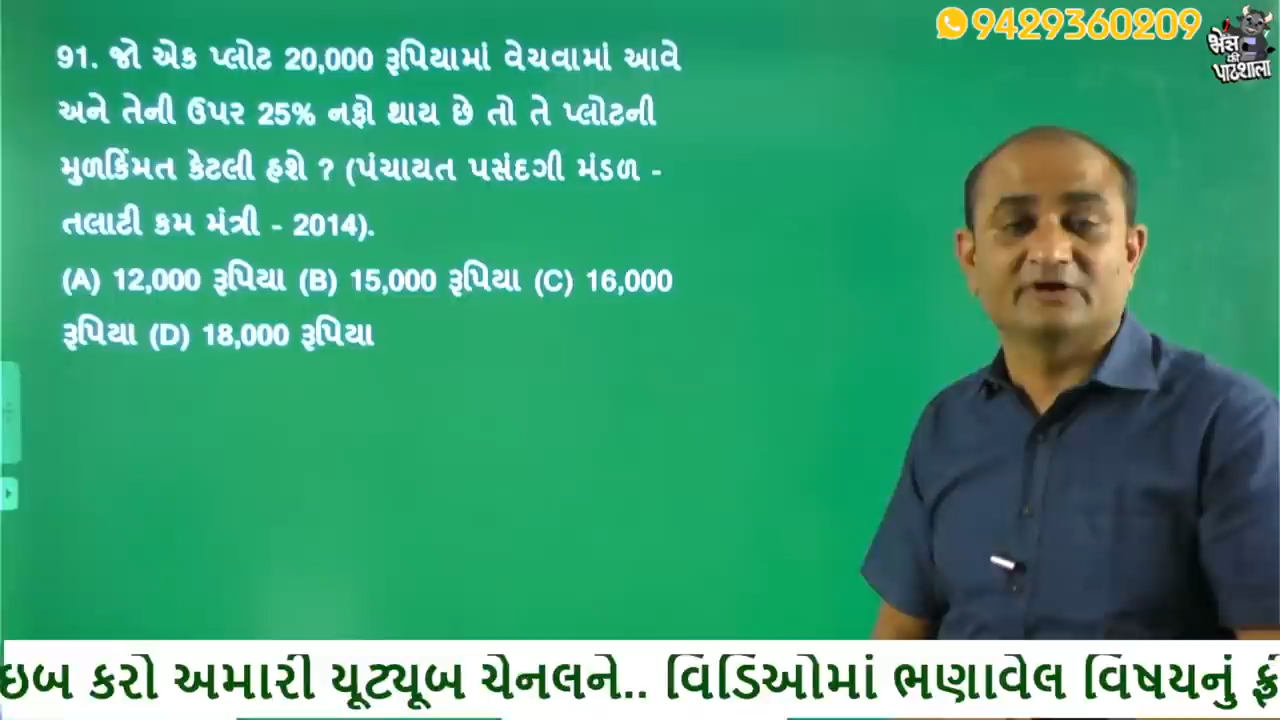 9429360209
भैंस
की
पाठशाला
91. જો એક પ્લોટ 20,000 રૂપિયામાં વેચવામાં આવે
અને તેની ઉપર 25% નફો થાય છે તો તે પ્લોટની
મુળકિંમત કેટલી હશે ? (પંચાયત પસંદગી મંડળ -
તલાટી કમ મંત્રી - 2014).
(A) 12,000 રૂપિયા (B) 15,000 રૂપિયા (C) 16,000
રૂપિયા (D) 18,000 રૂપિયા
ઇબ કરો અમારી યૂટ્યૂબ ચેનલને.. વિડિઓમાં ભણાવેલ વિષયનું ફ્ર